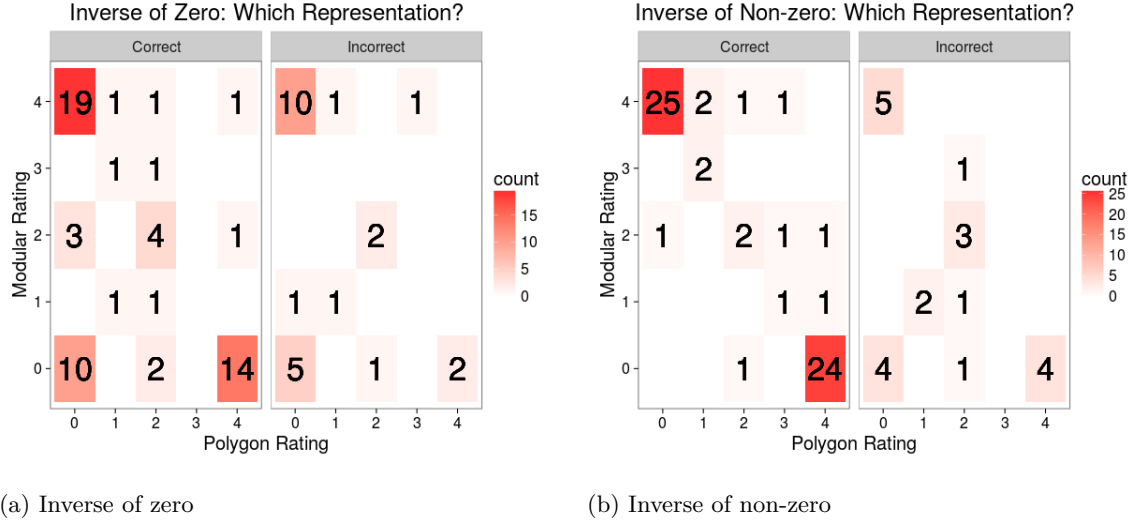 Inverse of Zero: Which Representation?
Correct Incorrect
4 19 1 1 1 10 1 1
3 1 1
2 3 4 1 2
1 1 1 1 1
0 10 2 14 5 1 2
0 1 2 3 4 0 1 2 3 4
Polygon Rating
Modular Rating
count
15
10
5
0
(a) Inverse of zero
Inverse of Non-zero: Which Representation?
Correct Incorrect
4 25 2 1 1 5
3 2 1
2 1 2 1 1 3
1 1 1 2 1
0 1 24 4 1 4
0 1 2 3 4 0 1 2 3 4
Polygon Rating
Modular Rating
count
25
20
15
10
5
0
(b) Inverse of non-zero